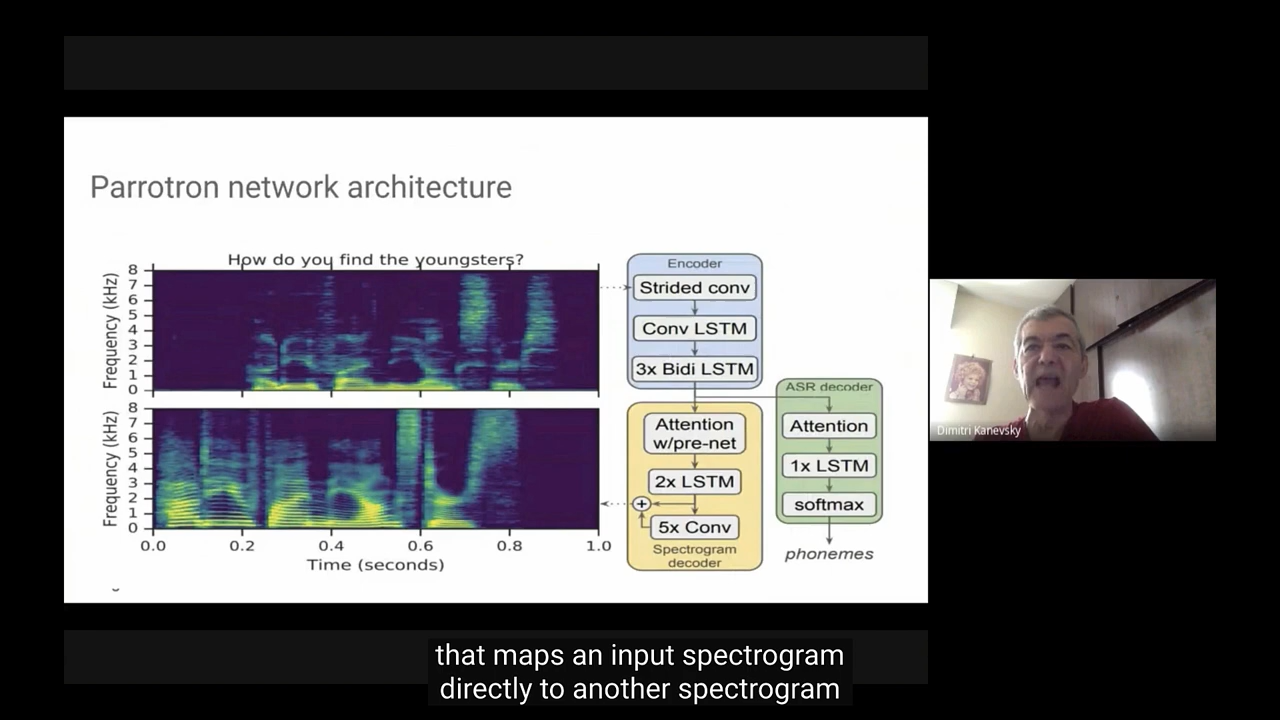 Parrotron network architecture
How do you find the youngsters?
Frequency (kHz)
8
7
6
5
4
3
2
1
0
Frequency (kHz)
8
7
6
5
4
3
2
1
0
0.0 0.2 0.4 0.6 0.8 1.0
Time (seconds)
Encoder
Strided conv
Conv LSTM
3x Bidi LSTM
Attention
w/pre-net
2x LSTM
+
5x Conv
Spectrogram
decoder
ASR decoder
Attention
1x LSTM
softmax
phonemes
Dimitri Kanevsky
that maps an input spectrogram
directly to another spectrogram